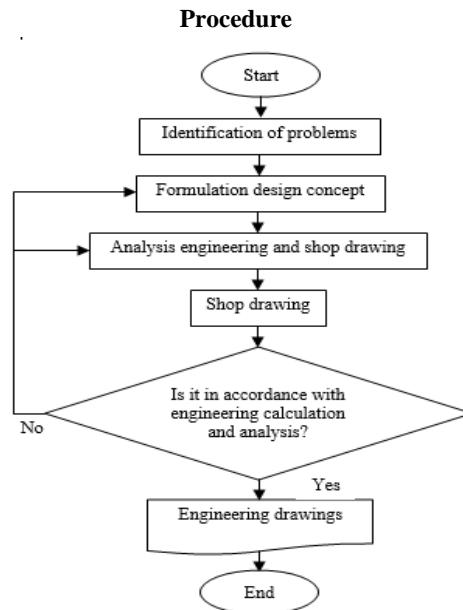 Procedure
Start
Identification of problems
Formulation design concept
Analysis engineering and shop drawing
Shop drawing
Is it in accordance with
engineering calculation
and analysis?
No
Yes
Engineering drawings
End